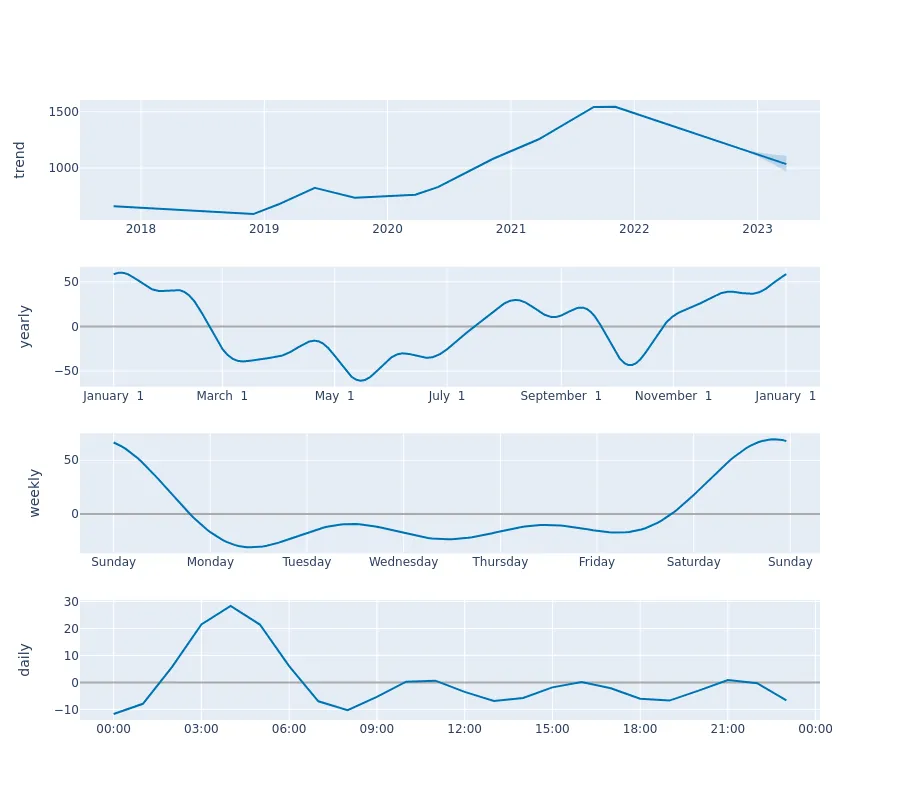 trend
1500
1000
2018 2019 2020 2021 2022 2023
yearly
50
0
−50
January 1 March 1 May 1 July 1 September 1 November 1 January 1
weekly
50
0
Sunday Monday Tuesday Wednesday Thursday Friday Saturday Sunday
daily
30
20
10
0
−10
00:00 03:00 06:00 09:00 12:00 15:00 18:00 21:00 00:00